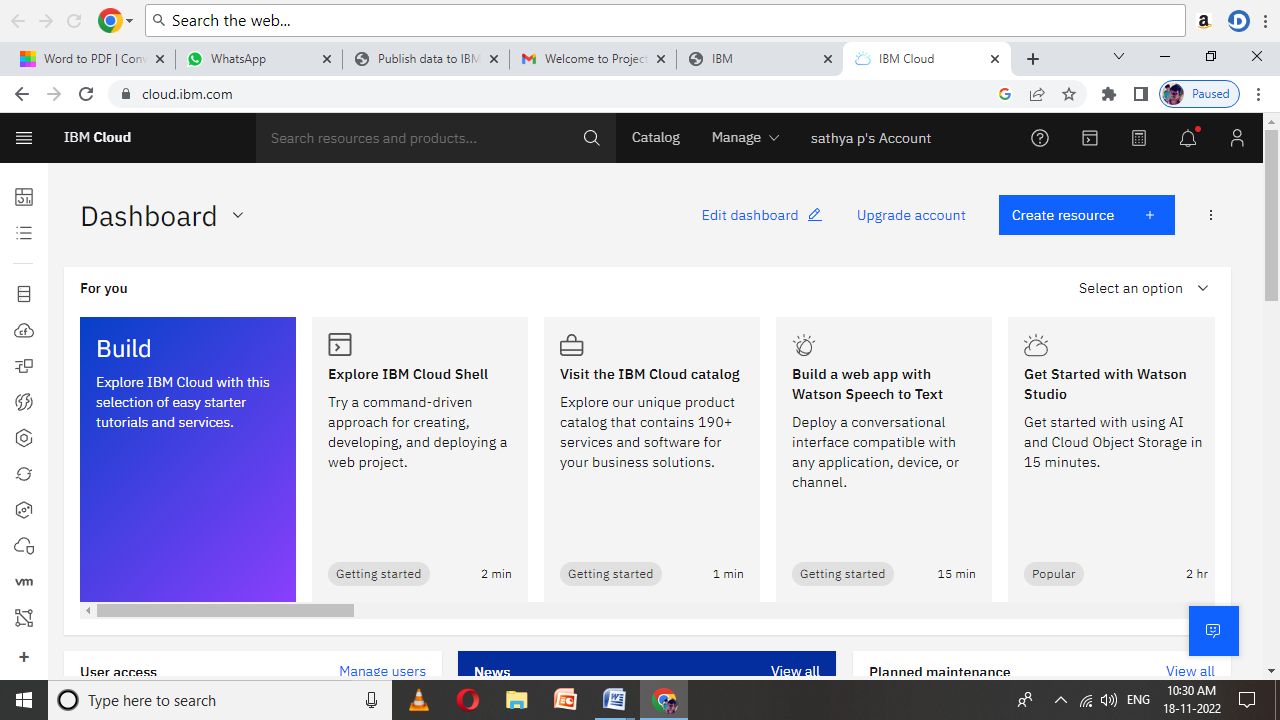 Search the web...
Word to PDF | Con
WhatsApp
Publish data to IBM
Welcome to Project
IBM
IBM Cloud
cloud.ibm.com
Paused
IBM Cloud
Search resources and products...
Catalog
Manage
sathya p's Account
Dashboard
Edit dashboard
Upgrade account
Create resource
For you
Select an option
Build
Explore IBM Cloud with this
selection of easy starter
tutorials and services.
Explore IBM Cloud Shell
Try a command-driven
approach for creating,
developing, and deploying a
web project.
Getting started
2 min
Visit the IBM Cloud catalog
Explore our unique product
catalog that contains 190+
services and software for
your business solutions.
Getting started
1 min
Build a web app with
Watson Speech to Text
Deploy a conversational
interface compatible with
any application, device, or
channel.
Getting started
15 min
Get Started with Watson
Studio
Get started with using AI
and Cloud Object Storage in
15 minutes.
Popular
2 hr
vm
User access
Manage users
News
View all
Planned maintenance
View all
Type here to search
ENG
10:30 AM
18-11-2022